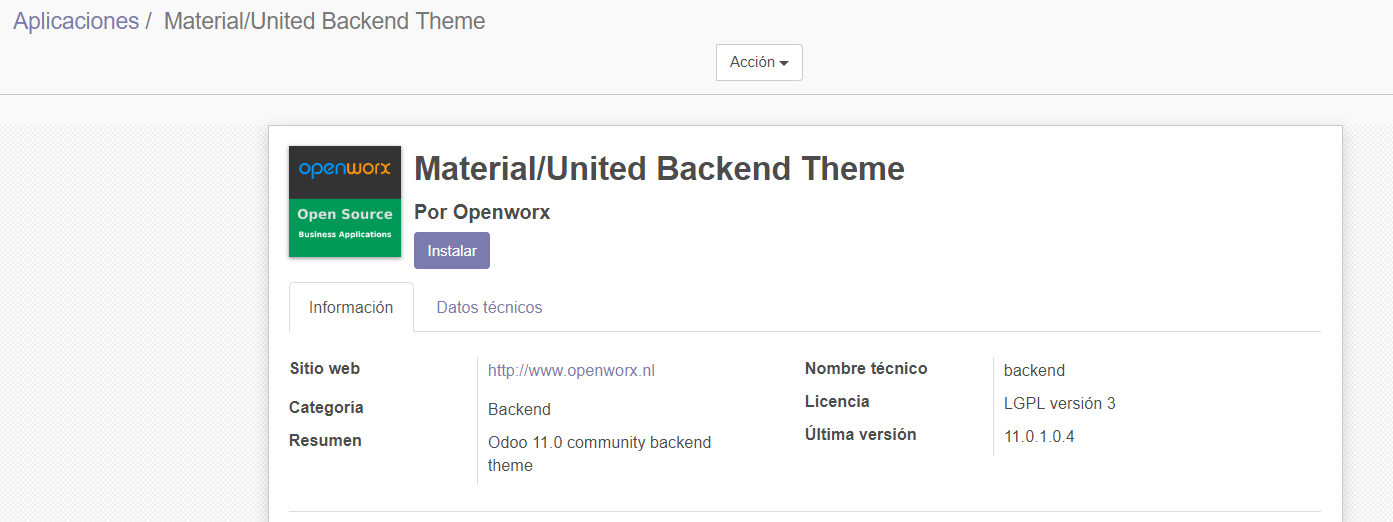 Aplicaciones / Material/United Backend Theme
Acción
openworx
Open Source
Business Applications
Material/United Backend Theme
Por Openworx
Instalar
Información Datos técnicos
Sitio web http://www.openworx.nl
Categoría Backend
Resumen Odoo 11.0 community backend
theme
Nombre técnico backend
Licencia LGPL versión 3
Última versión 11.0.1.0.4